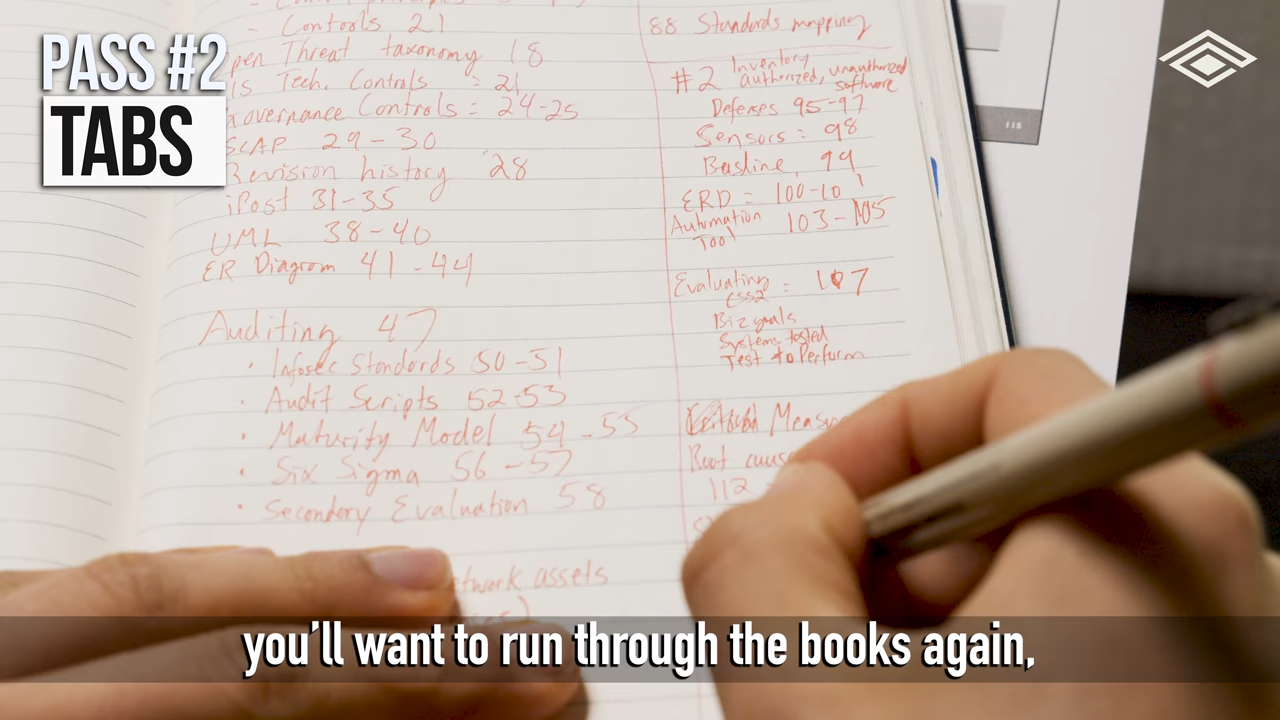 PASS #2
TABS
- Contools 21
pen Threat taxonomy 18
is Tech. Controls = 21
overnance Controls = 24-25
SCAP 29-30
Revision history 28
iPost 31-35
UML 38-40
ER Diagram 41-44
Auditing 47
• Infosec Standards 50-51
• Audit Scripts 52-53
• Maturity Model 54-55
• Six Sigma 56-57
• Secondery Evaluation 58
twork assets
88 Standards mapping
#2 Inventory
authorized, unauthorized
software
Defenses 95-97
Sensors: 98
Basline, 99
ERD = 100-101
Automation 103-105
Tool
Evaluating = 107
ESS2
Biz goals
Systems tested
Test to Perform
Measu
Root cause
112
EIS
you'll want to run through the books again,